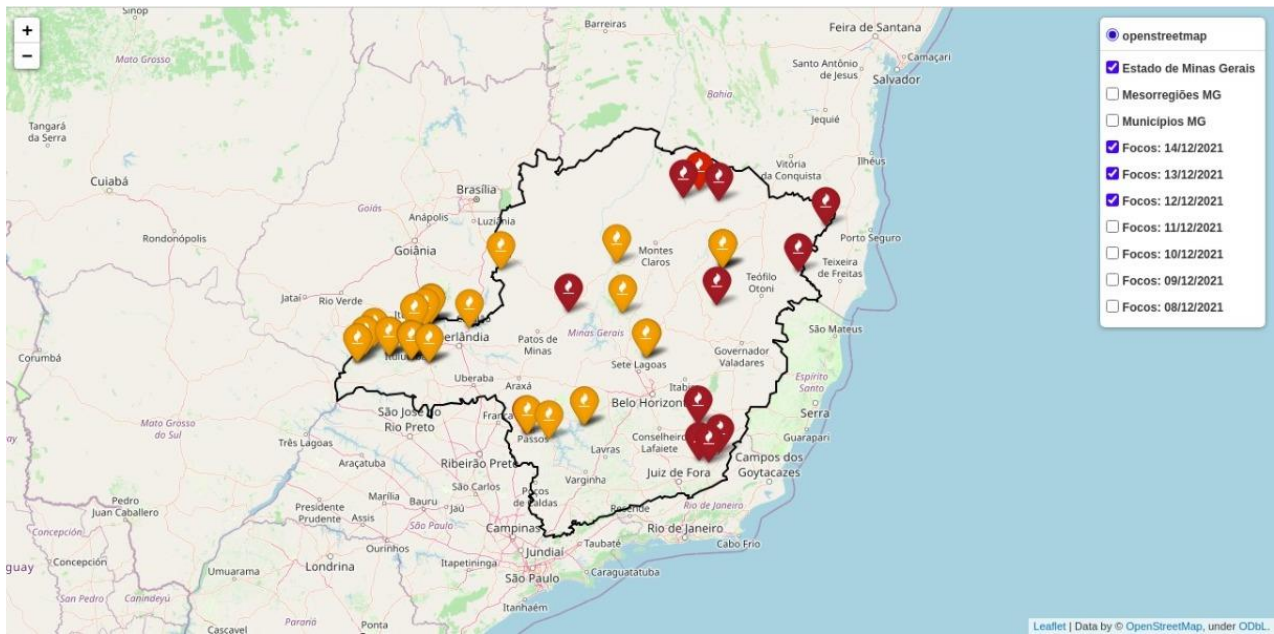 +
−
openstreetmap
Estado de Minas Gerais
Mesorregiões MG
Municípios MG
Focos: 14/12/2021
Focos: 13/12/2021
Focos: 12/12/2021
Focos: 11/12/2021
Focos: 10/12/2021
Focos: 09/12/2021
Focos: 08/12/2021
Sinop
Barreiras
Feira de Santana
Mato Grosso
Santo Antônio
de Jesus
Camaçari
Salvador
Bahia
Tangará
da Serra
Jequié
Cuiabá
Vitória
da Conquista
Ilhéus
Brasília
Goiás
Anápolis
Luziânia
Rondonópolis
Goiânia
Montes
Claros
Porto Seguro
Teixeira
de Freitas
Teófilo
Otoni
Jataí
Rio Verde
Minas Gerais
São Mateus
Patos de
Minas
Corumbá
Sete Lagoas
Governador
Valadares
Uberaba
Araxá
Espírito
Santo
Belo Horizon
Serra
São José do
Rio Preto
Passos
Conselheiro
Lafaiete
Guarapari
Mato Grosso
do Sul
Três Lagoas
Lavras
Campos dos
Goytacazes
Araçatuba
Ribeirão Preto
Juiz de Fora
Varginha
São Carlos
Poços
de Caldas
Marília
Bauru
Jaú
Pedro
Juan Caballero
Presidente
Prudente
Assis
São Paulo
Resende
Rio de Janeiro
Rio de Janeiro
Cabo Frio
Campinas
Concepción
Ourinhos
Jundiaí
Taubaté
Concepción
Londrina
Itapetininga
Umuarama
São Paulo
Caraguatatuba
San Pedro
Canindeyú
Itanhaém
Paraná
Ponta
Cascavel
Leaflet | Data by © OpenStreetMap, under ODbL.